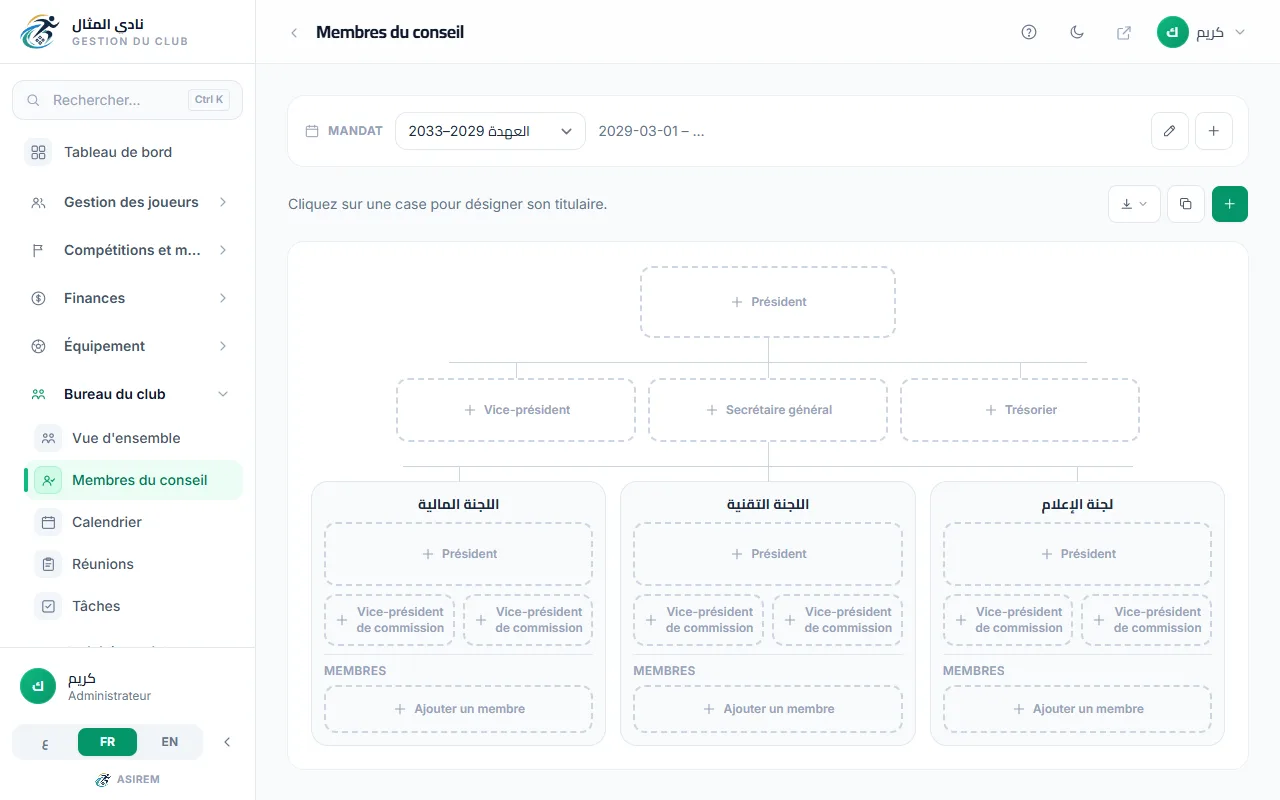 نادي المثال
GESTION DU CLUB
Rechercher...
Ctrl K
Tableau de bord
Gestion des joueurs
Compétitions et m...
Finances
Équipement
Bureau du club
Vue d'ensemble
Membres du conseil
Calendrier
Réunions
Tâches
كريم
Administrateur
ع
FR
EN
ASIREM
Membres du conseil
ك
كريم
MANDAT
العهدة 2029–2033
2029-03-01 – ...
Cliquez sur une case pour désigner son titulaire.
Président
Vice-président
Secrétaire général
Trésorier
اللجنة المالية
Président
Vice-président
de commission
Vice-président
de commission
MEMBRES
Ajouter un membre
اللجنة التقنية
Président
Vice-président
de commission
Vice-président
de commission
MEMBRES
Ajouter un membre
لجنة الإعلام
Président
Vice-président
de commission
Vice-président
de commission
MEMBRES
Ajouter un membre